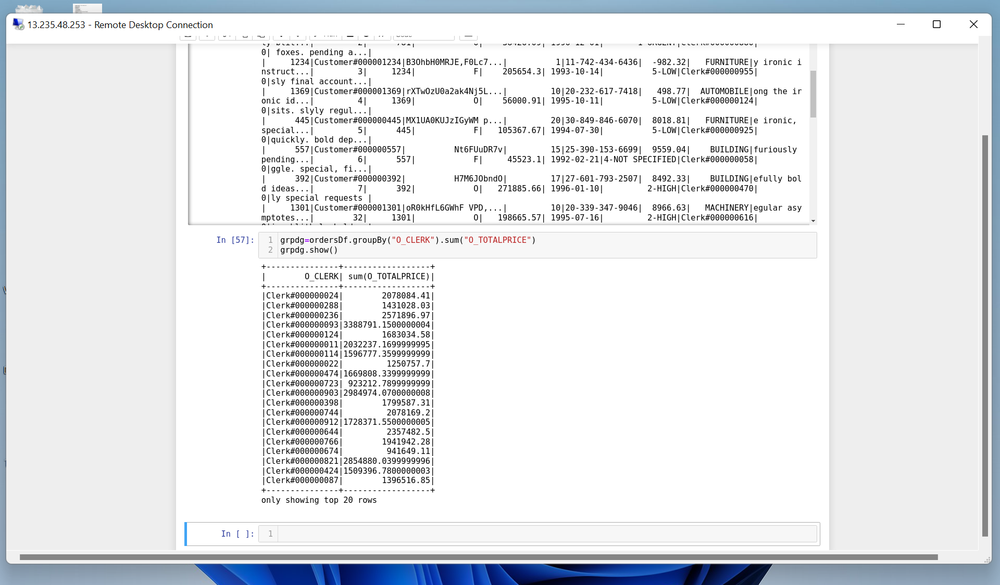 13.235.48.253 - Remote Desktop Connection
0| foxes. pending a...|
|     1234|Customer#000001234|B3OhbH0MRJE,F0Lc7...|          1|11-742-434-6436|  -982.32|   FURNITURE|y ironic i
nstruct...|         3|     1234|            F|    205654.3| 1993-10-14|          5-LOW|Clerk#000000955|
0|sly final account...|
|     1369|Customer#000001369|rXTwOzU0a2ak4Nj5L...|         10|20-232-617-7418|   498.77|  AUTOMOBILE|ong the ir
onic id...|         4|     1369|            O|    56000.91| 1995-10-11|          5-LOW|Clerk#000000124|
0|sits. slyly regul...|
|      445|Customer#000000445|MX1UA0KUJzIGyWM p...|         20|30-849-846-6070|  8018.81|   FURNITURE|e ironic,
special...|         5|      445|            F|   105367.67| 1994-07-30|          5-LOW|Clerk#000000925|
0|quickly. bold dep...|
|      557|Customer#000000557|          Nt6FUuDR7v|         15|25-390-153-6699|  9559.04|    BUILDING|furiously
pending...|         6|      557|            F|     45523.1| 1992-02-21|4-NOT SPECIFIED|Clerk#000000058|
0|ggle. special, fi...|
|      392|Customer#000000392|          H7M6JObndO|         17|27-601-793-2507|  8492.33|    BUILDING|efully bol
d ideas...|         7|      392|            O|   271885.66| 1996-01-10|         2-HIGH|Clerk#000000470|
0|ly special requests |
|     1301|Customer#000001301|oR0kHfL6GWhF VPD,...|         10|20-339-347-9046|  8966.63|   MACHINERY|egular asy
mptotes...|        32|     1301|            O|   198665.57| 1995-07-16|         2-HIGH|Clerk#000000616|
In [57]: 1 grpdg=ordersDf.groupBy("O_CLERK").sum("O_TOTALPRICE")
2 grpdg.show()
+---------------+------------------+
|        O_CLERK| sum(O_TOTALPRICE)|
+---------------+------------------+
|Clerk#000000024|        2078084.41|
|Clerk#000000288|        1431028.03|
|Clerk#000000236|        2571896.97|
|Clerk#000000093|3388791.1500000004|
|Clerk#000000124|        1683034.58|
|Clerk#000000011|2032237.1699999995|
|Clerk#000000114|1596777.3599999999|
|Clerk#000000022|         1250757.7|
|Clerk#000000474|1669808.3399999999|
|Clerk#000000723| 923212.7899999999|
|Clerk#000000903|2984974.0700000008|
|Clerk#000000398|        1799587.31|
|Clerk#000000744|         2078169.2|
|Clerk#000000912|1728371.5500000005|
|Clerk#000000644|         2357482.5|
|Clerk#000000766|        1941942.28|
|Clerk#000000674|         941649.11|
|Clerk#000000821|2854880.0399999996|
|Clerk#000000424|1509396.7800000003|
|Clerk#000000087|        1396516.85|
+---------------+------------------+
only showing top 20 rows
In [ ]: 1